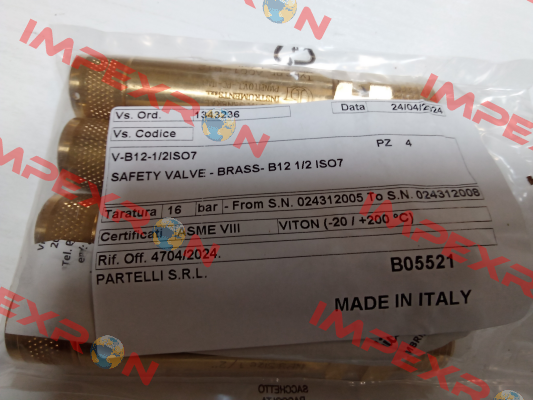 IMPEXRON
Vs. Ord. 1343236 Data 24/04/2024
Vs. Codice
V-B12-1/2ISO7 PZ 4
SAFETY VALVE - BRASS- B12 1/2 ISO7
Taratura 16 bar - From S.N. 024312005 To S.N. 024312008
Certificati ASME VIII VITON (-20 / +200 °C)
Rif. Off. 4704/2024.
PARTELLI S.R.L. B05521
MADE IN ITALY
SACCHETTO